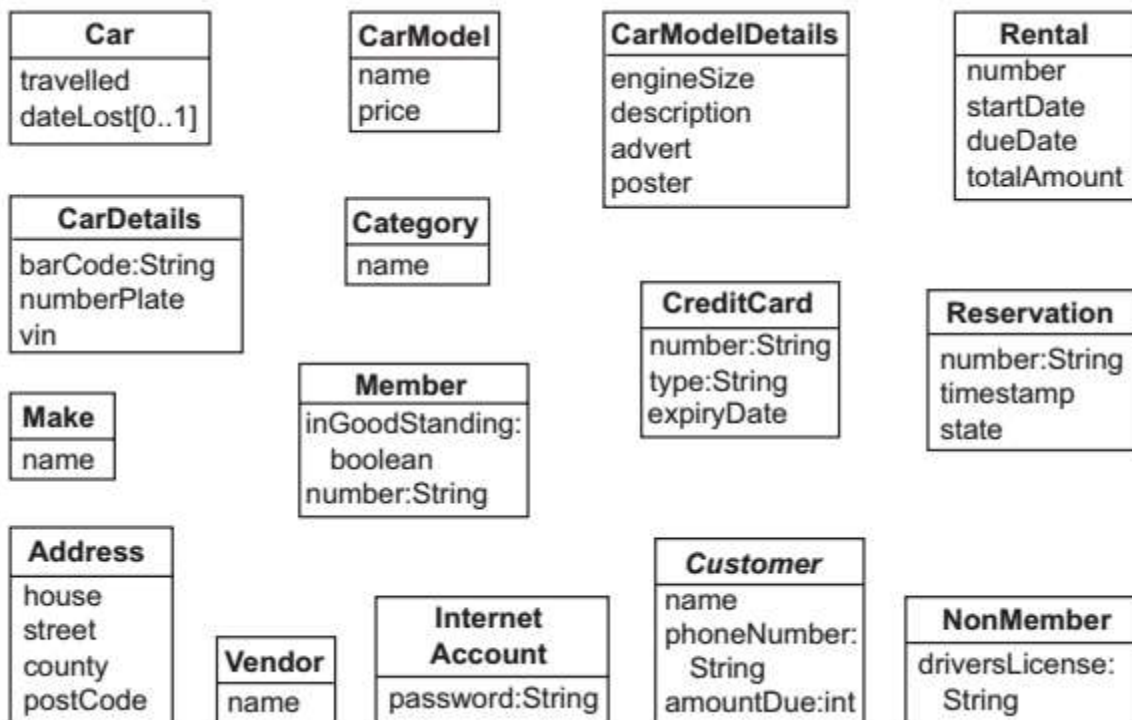 Car
travelled
dateLost[0..1]
CarModel
name
price
CarModelDetails
engineSize
description
advert
poster
Rental
number
startDate
dueDate
totalAmount
CarDetails
barCode:String
numberPlate
vin
Category
name
CreditCard
number:String
type:String
expiryDate
Reservation
number:String
timestamp
state
Make
name
Member
inGoodStanding:
boolean
number:String
Address
house
street
county
postCode
Vendor
name
Internet
Account
password:String
Customer
name
phoneNumber:
String
amountDue:int
NonMember
driversLicense:
String